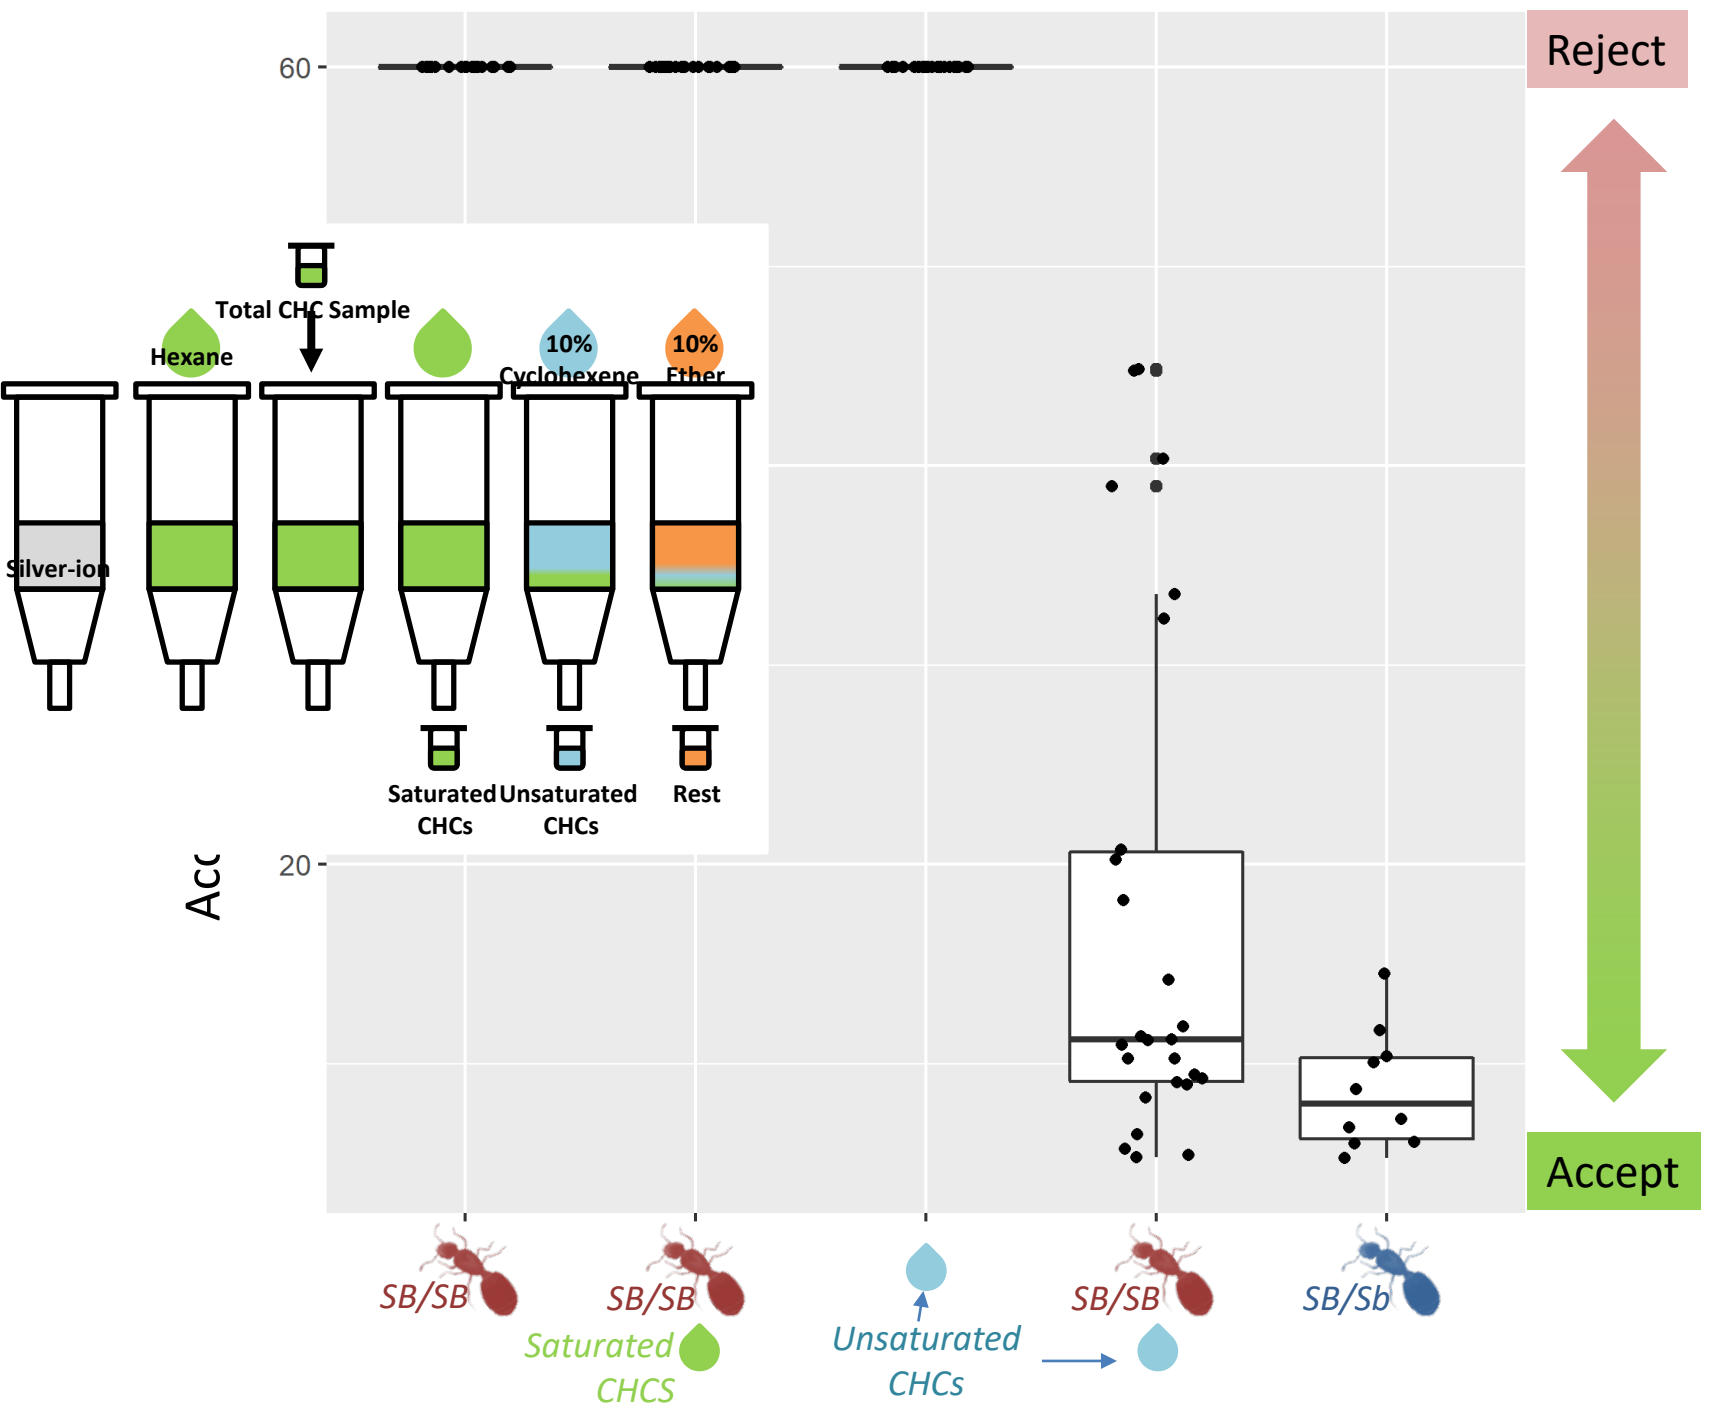 Reject
60
Total CHC Sample
Hexane
10%
Cyclohexene
10%
Ether
Silver-ion
Saturated
CHCs
Unsaturated
CHCs
Rest
20
Acc
Accept
SB/SB
SB/SB
SB/SB
SB/Sb
Saturated
CHCS
Unsaturated
CHCs